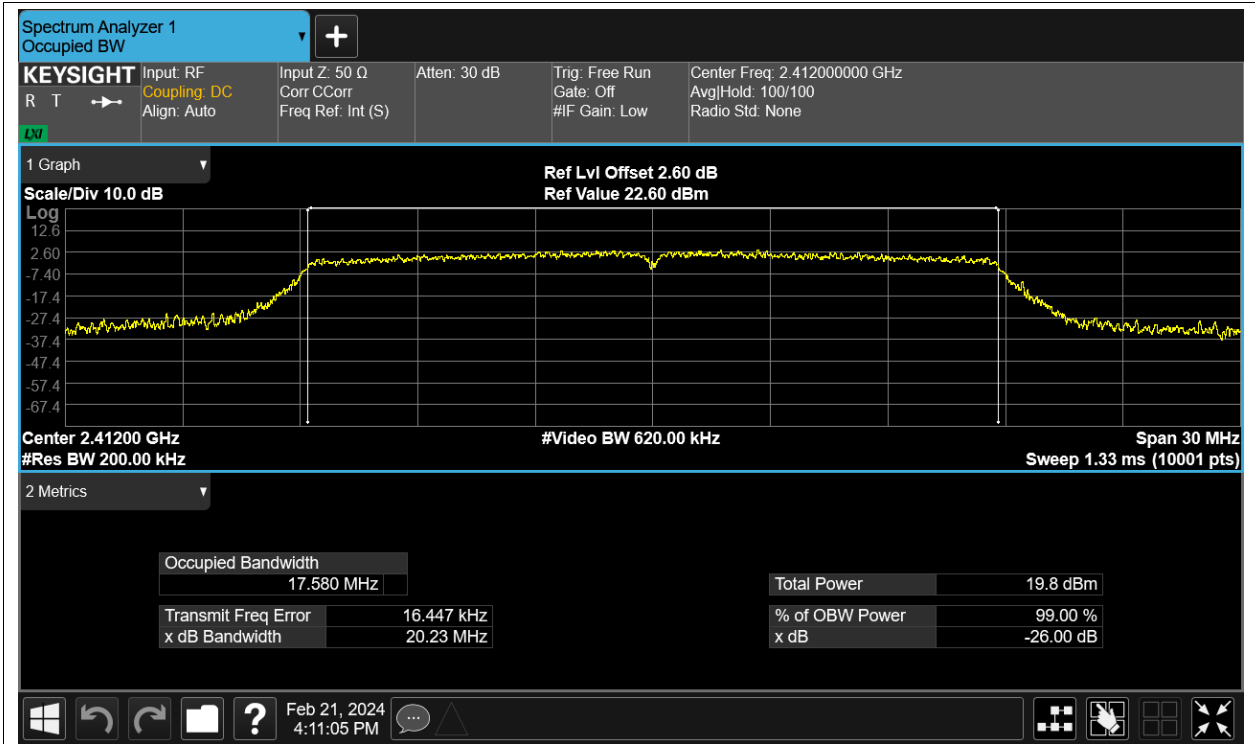 Spectrum Analyzer 1
Occupied BW
KEYSIGHT
R T
LXI
Input: RF
Coupling: DC
Align: Auto
Input Z: 50 Ω
Corr CCorr
Freq Ref: Int (S)
Atten: 30 dB
Trig: Free Run
Gate: Off
#IF Gain: Low
Center Freq: 2.412000000 GHz
Avg|Hold: 100/100
Radio Std: None
1 Graph
Scale/Div 10.0 dB
Ref Lvl Offset 2.60 dB
Ref Value 22.60 dBm
Log
12.6
2.60
-7.40
-17.4
-27.4
-37.4
-47.4
-57.4
-67.4
Center 2.41200 GHz
#Res BW 200.00 kHz
#Video BW 620.00 kHz
Span 30 MHz
Sweep 1.33 ms (10001 pts)
2 Metrics
Occupied Bandwidth
17.580 MHz
Transmit Freq Error 16.447 kHz
x dB Bandwidth 20.23 MHz
Total Power 19.8 dBm
% of OBW Power 99.00 %
x dB -26.00 dB
?
Feb 21, 2024
4:11:05 PM